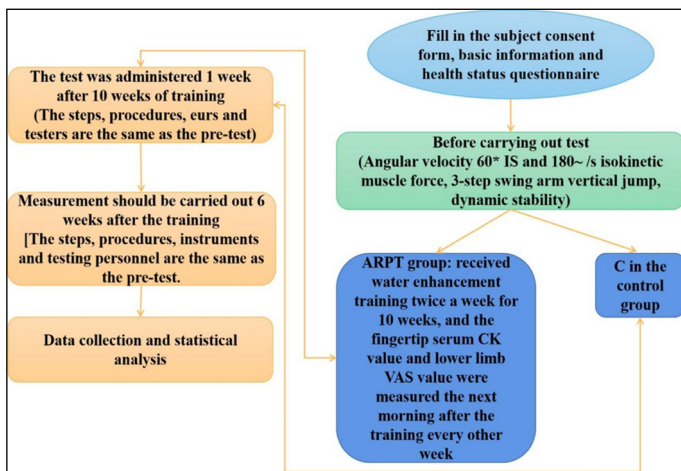 Fill in the subject consent
form, basic information and
health status questionnaire
Before carrying out test
(Angular velocity 60* IS and 180~ /s isokinetic
muscle force, 3-step swing arm vertical jump,
dynamic stability)
ARPT group: received
water enhancement
training twice a week for
10 weeks, and the
fingertip serum CK
value and lower limb
VAS value were
measured the next
morning after the
training every other
week
C in the
control
group
The test was administered 1 week
after 10 weeks of training
(The steps, procedures, eurs and
testers are the same as the pre-test)
Measurement should be carried out 6
weeks after the training
[The steps, procedures, instruments
and testing personnel are the same as
the pre-test.
Data collection and statistical
analysis